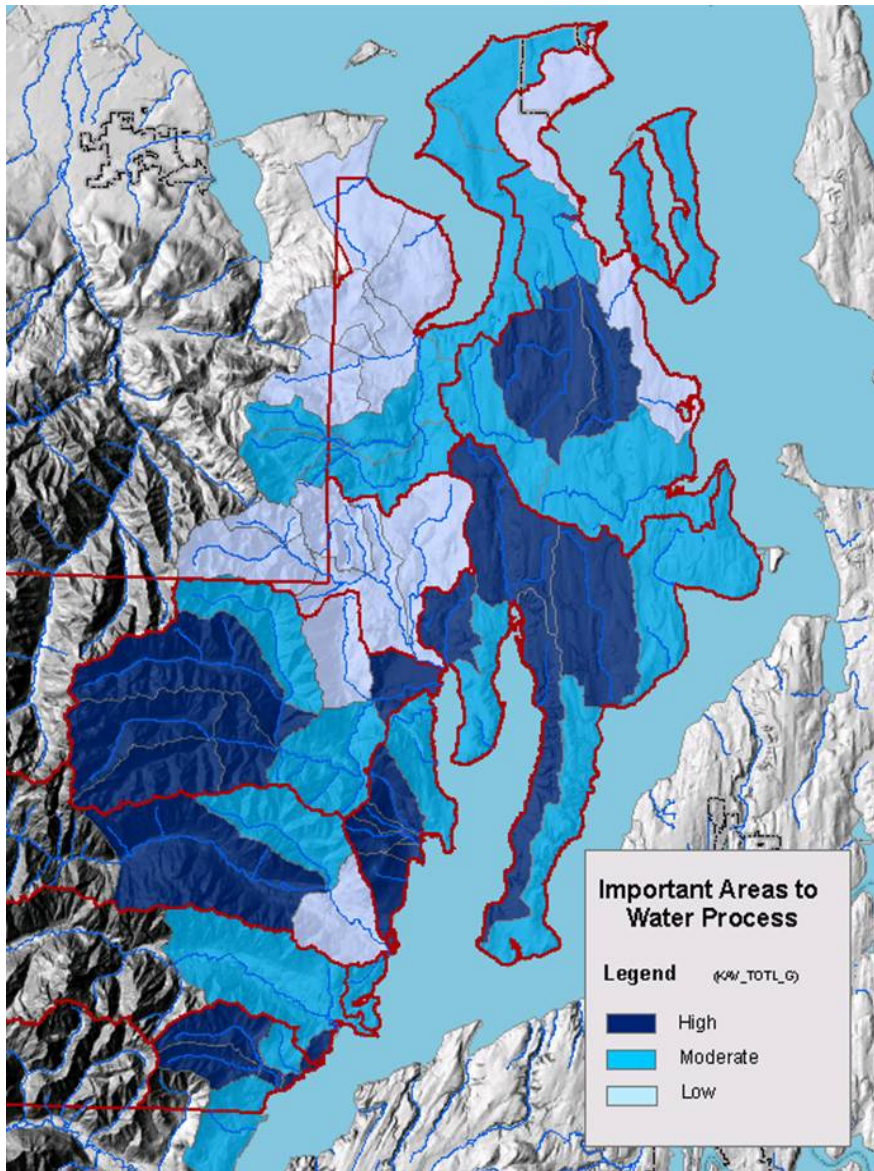 Important Areas to
Water Process
Legend (KAV_TOTL_G)
High
Moderate
Low